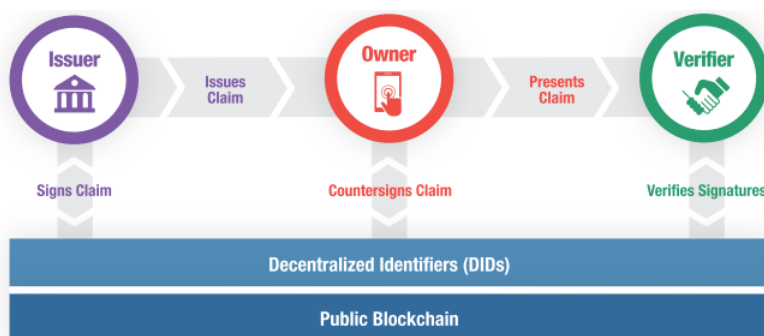 Issuer
Owner
Verifier
Issues
Claim
Presents
Claim
Signs Claim
Countersigns Claim
Verifies Signatures
Decentralized Identifiers (DIDs)
Public Blockchain